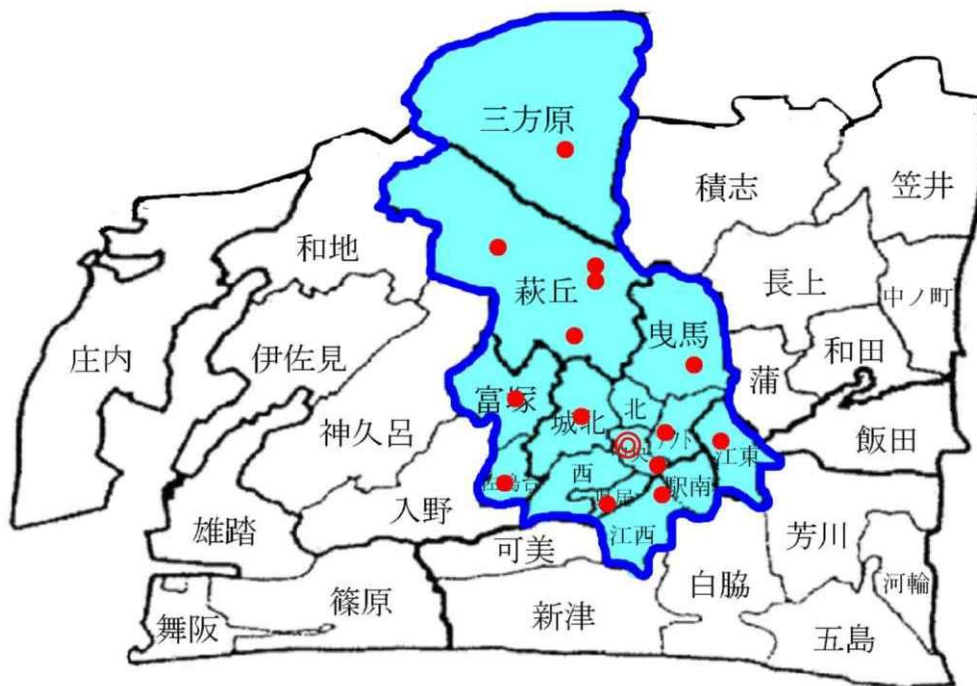 三方原
積志
笠井
和地
萩丘
長上
中ノ町
庄内
伊佐見
曳馬
和田
蒲
富塚
城北
北
神久呂
飯田
江東
西
駅南
入野
雄踏
江西
可美
芳川
篠原
新津
白脇
河輪
舞阪
五島